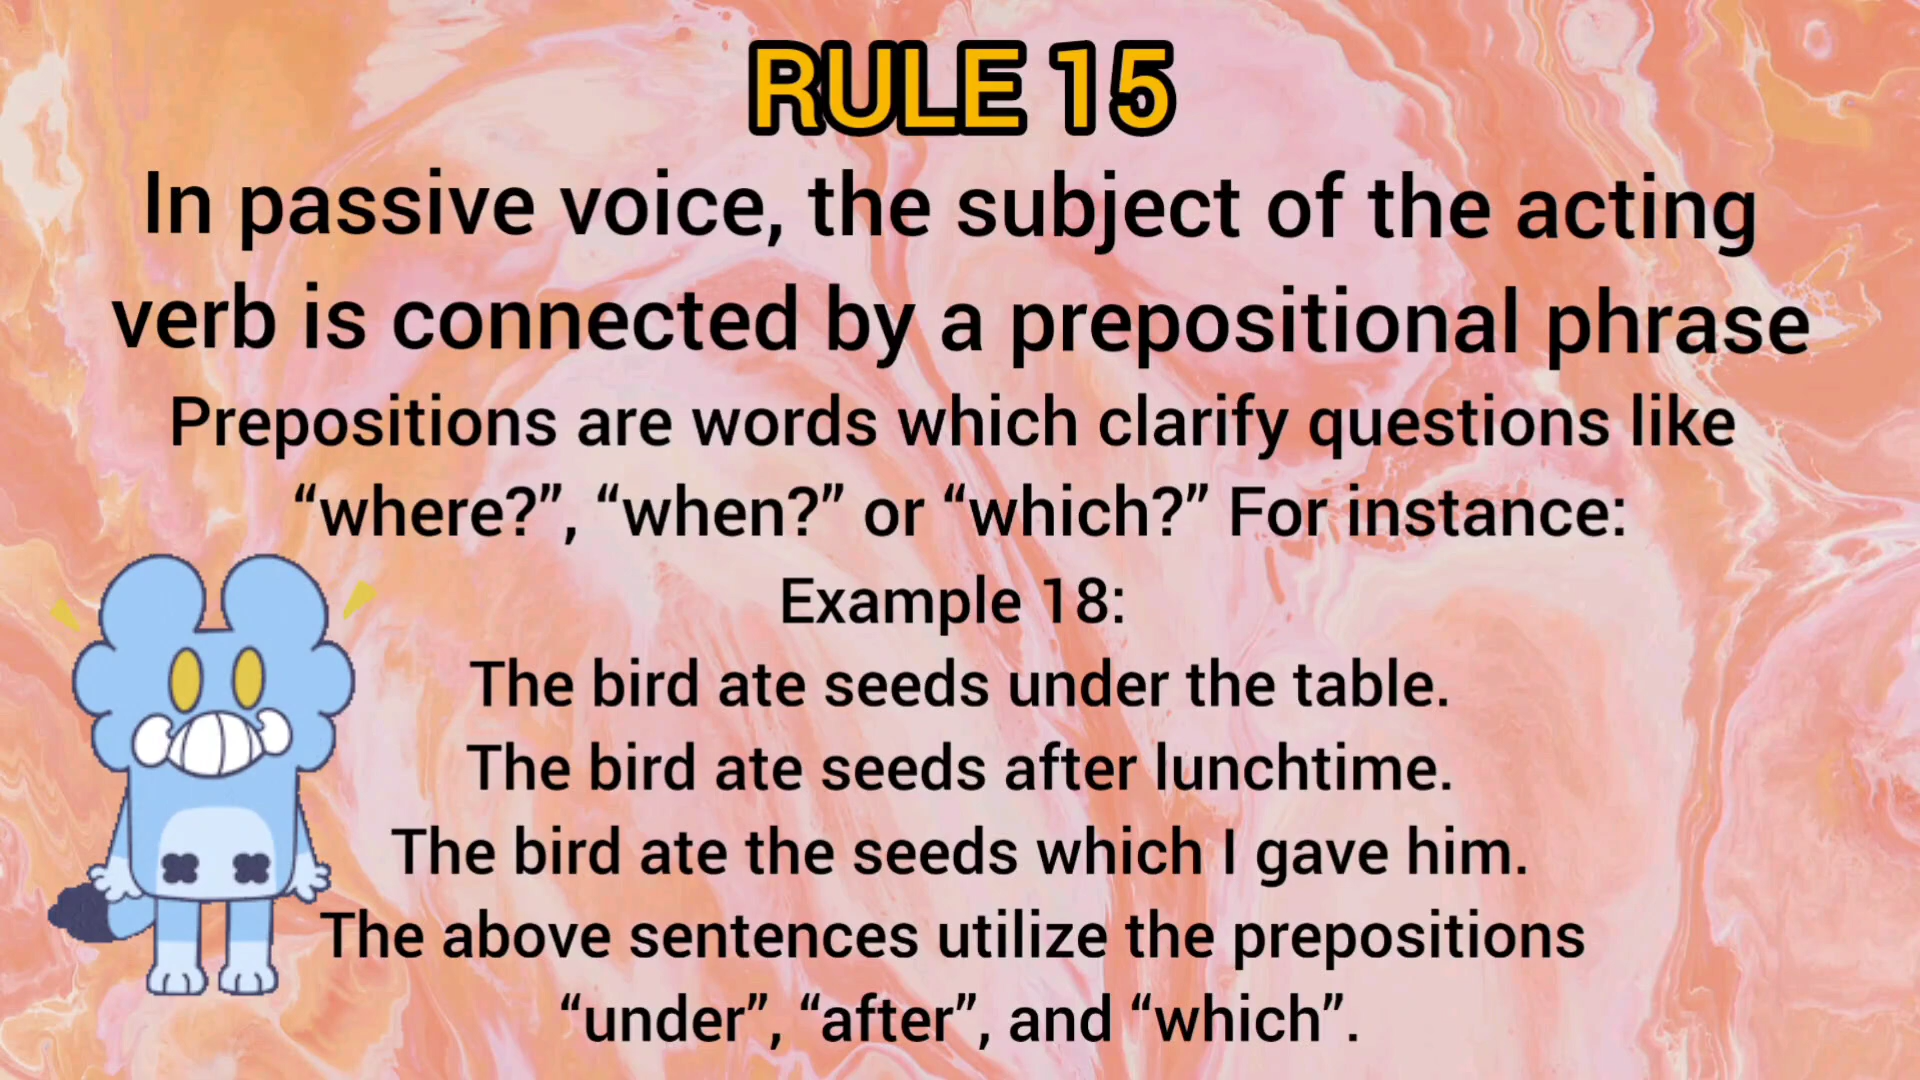 RULE 15
In passive voice, the subject of the acting
verb is connected by a prepositional phrase
Prepositions are words which clarify questions like
“where?”, “when?” or “which?” For instance:
Example 18:
The bird ate seeds under the table.
The bird ate seeds after lunchtime.
The bird ate the seeds which I gave him.
The above sentences utilize the prepositions
“under”, “after”, and “which”.